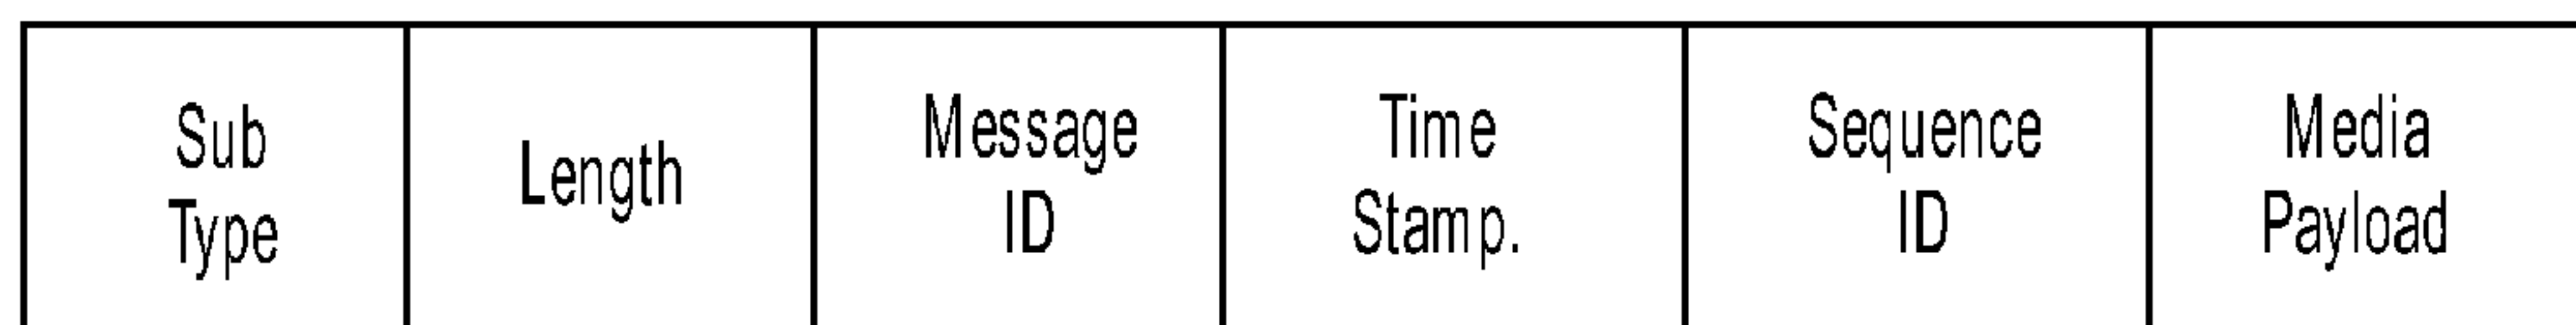 Sub
Type
Length
Message
ID
Time
Stamp.
Sequence
ID
Media
Payload